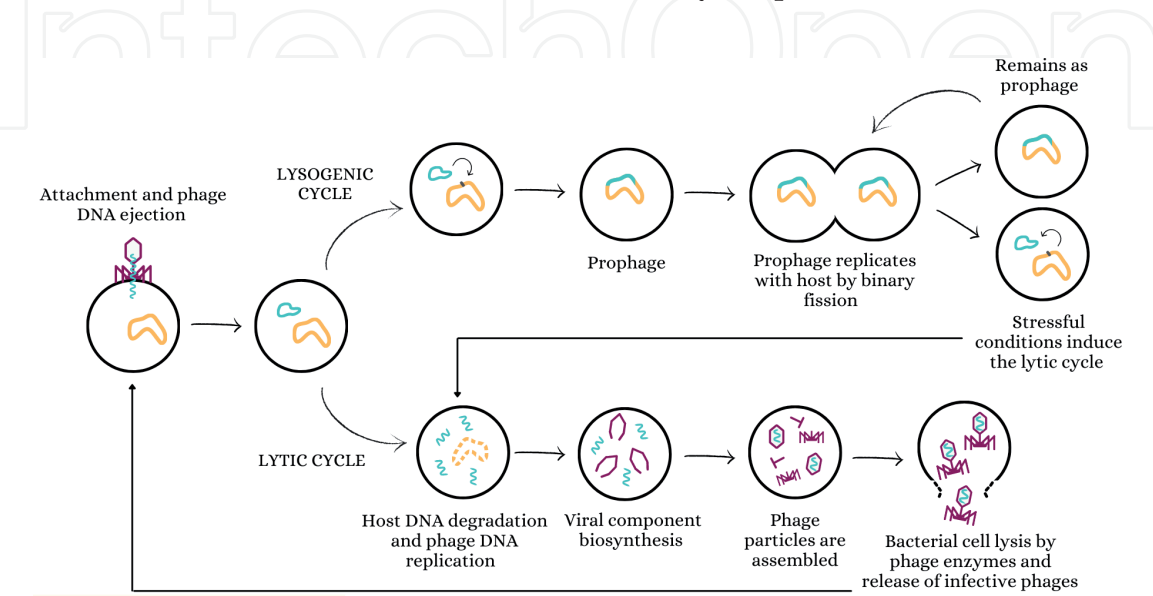 IntechOpen
Remains as
prophage
LYSOGENIC
CYCLE
Attachment and phage
DNA ejection
Prophage
Prophage replicates
with host by binary
fission
Stressful
conditions induce
the lytic cycle
LYTIC CYCLE
Host DNA degradation
and phage DNA
replication
Viral component
biosynthesis
Phage
particles are
assembled
Bacterial cell lysis by
phage enzymes and
release of infective phages